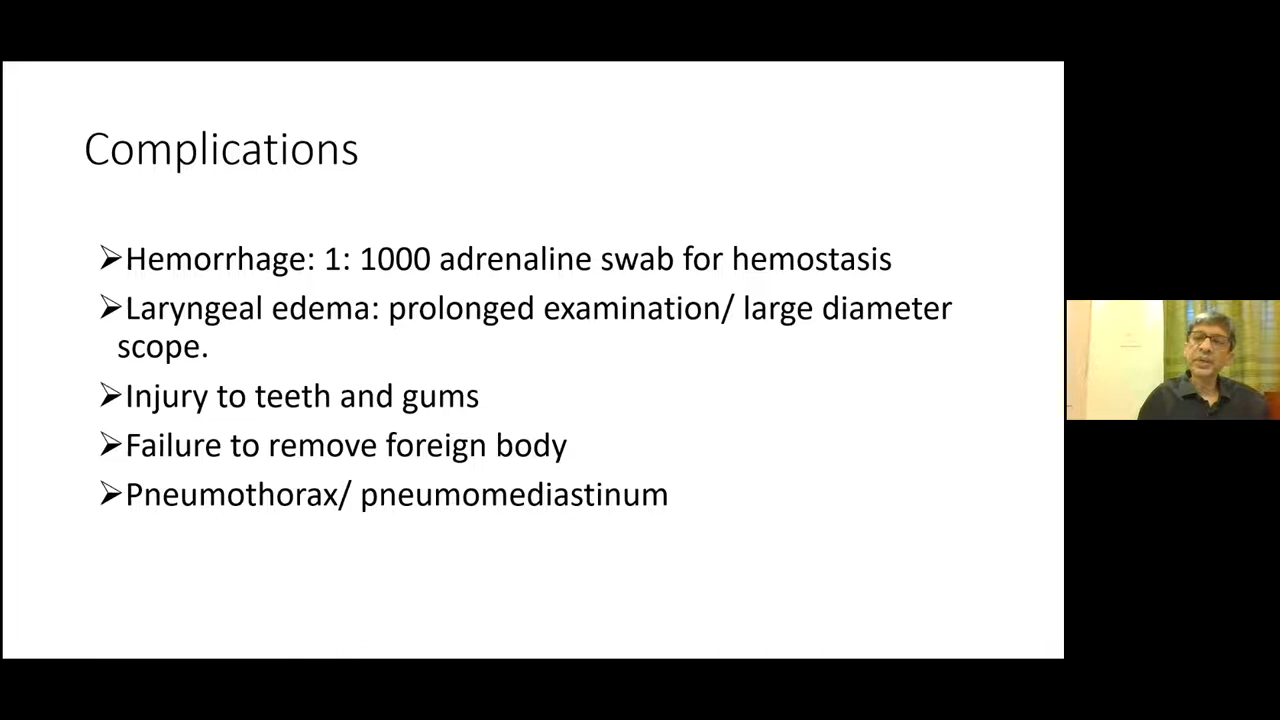 Complications
➢Hemorrhage: 1: 1000 adrenaline swab for hemostasis
➢Laryngeal edema: prolonged examination/ large diameter
scope.
➢Injury to teeth and gums
➢Failure to remove foreign body
➢Pneumothorax/ pneumomediastinum